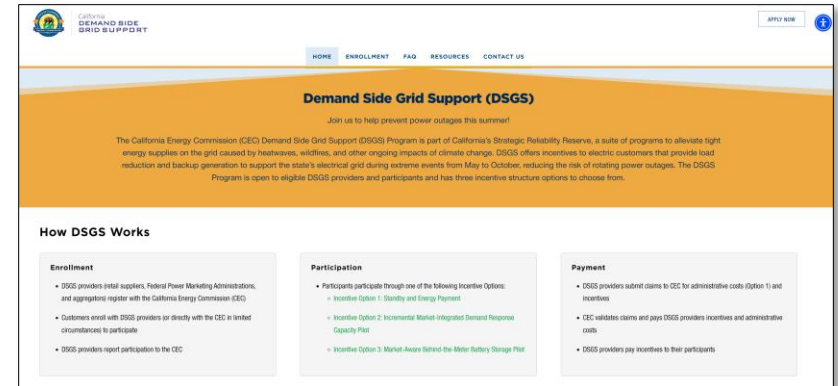 California
DEMAND SIDE
GRID SUPPORT
APPLY NOW
HOME ENROLLMENT FAQ RESOURCES CONTACT US
Demand Side Grid Support (DSGS)
Join us to help prevent power outages this summer!
The California Energy Commission (CEC) Demand Side Grid Support (DSGS) Program is part of California's Strategic Reliability Reserve, a suite of programs to alleviate tight
energy supplies on the grid caused by heatwaves, wildfires, and other ongoing impacts of climate change. DSGS offers incentives to electric customers that provide load
reduction and backup generation to support the state's electrical grid during extreme events from May to October, reducing the risk of rotating power outages. The DSGS
Program is open to eligible DSGS providers and participants and has three incentive structure options to choose from.
How DSGS Works
Enrollment
• DSGS providers (retail suppliers, Federal Power Marketing Administrations,
and aggregators) register with the California Energy Commission (CEC)
• Customers enroll with DSGS providers (or directly with the CEC in limited
circumstances) to participate
• DSGS providers report participation to the CEC
Participation
• Participants participate through one of the following Incentive Options:
Incentive Option 1: Standby and Energy Payment
Incentive Option 2: Incremental Market-Integrated Demand Response
Capacity Pilot
Incentive Option 3: Market-Aware Behind-the-Meter Battery Storage Pilot
Payment
• DSGS providers submit claims to CEC for administrative costs (Option 1) and
incentives
• CEC validates claims and pays DSGS providers incentives and administrative
costs
• DSGS providers pay incentives to their participants